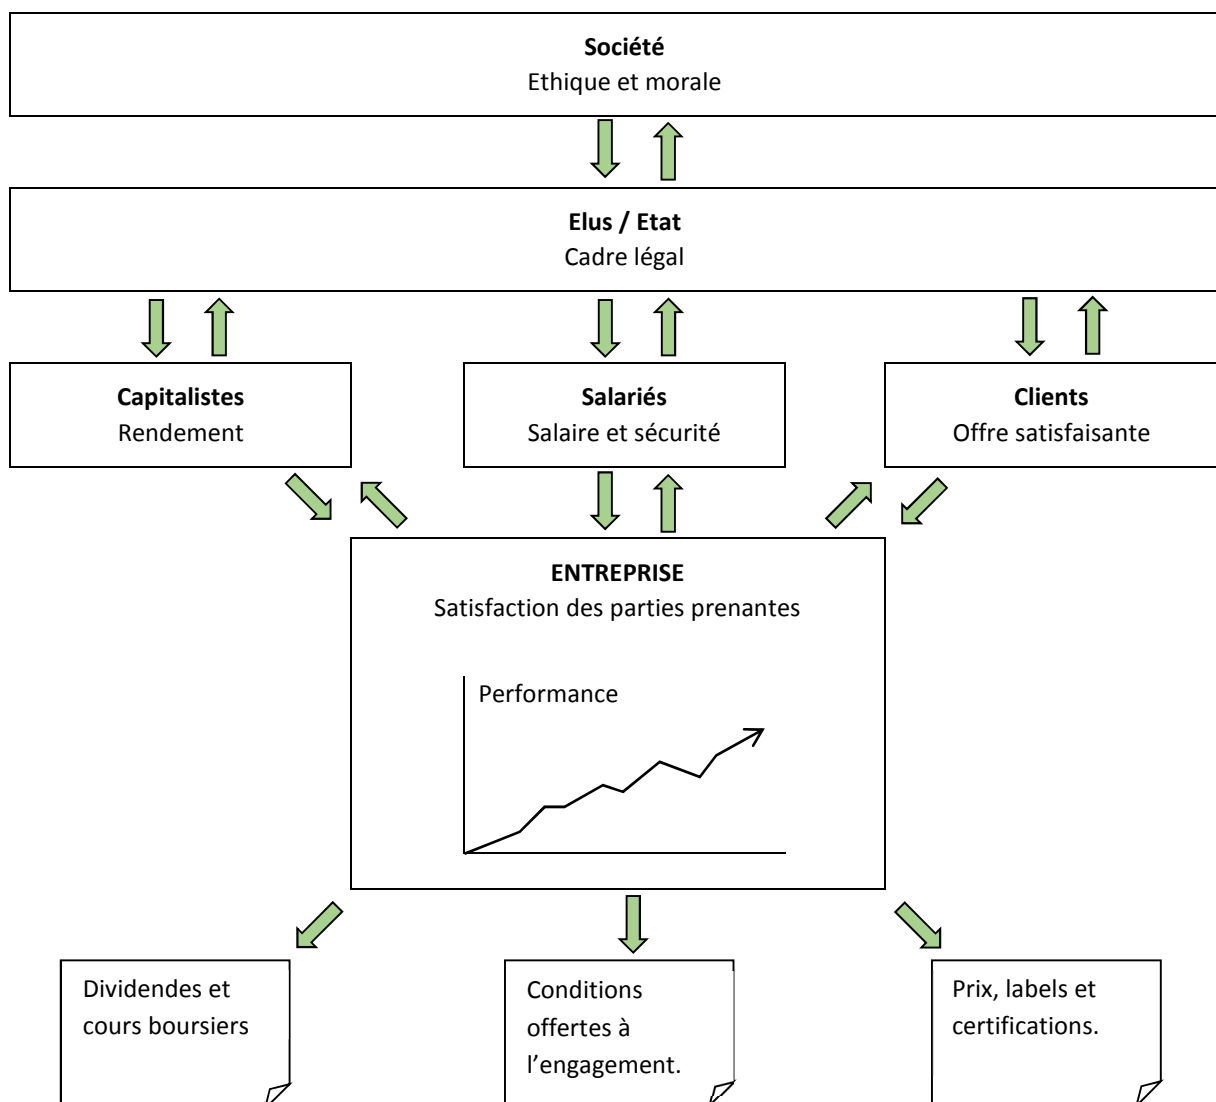 Société
Ethique et morale
Elus / Etat
Cadre légal
Capitalistes
Rendement
Salariés
Salaire et sécurité
Clients
Offre satisfaisante
ENTREPRISE
Satisfaction des parties prenantes
Performance
Dividendes et
cours boursiers
Conditions
offertes à
l’engagement.
Prix, labels et
certifications.